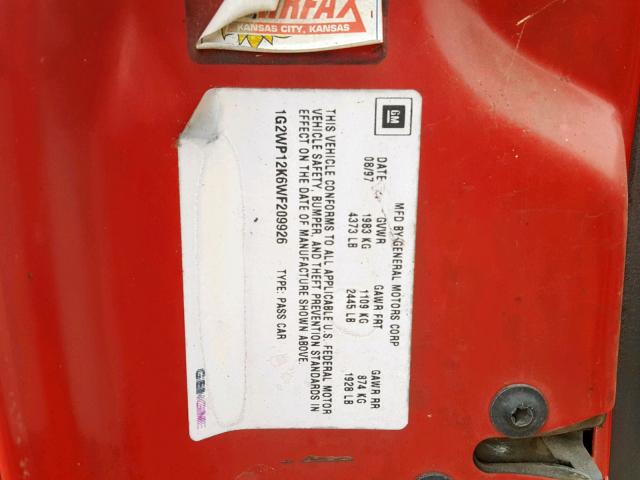 FAIRFAX
KANSAS CITY, KANSAS
GM
MFD BY GENERAL MOTORS CORP
DATE GVWR GAWR FRT GAWR RR
08/97 1983 KG 1109 KG 874 KG
4373 LB 2445 LB 1928 LB
THIS VEHICLE CONFORMS TO ALL APPLICABLE U.S. FEDERAL MOTOR
VEHICLE SAFETY, BUMPER, AND THEFT PREVENTION STANDARDS IN
EFFECT ON THE DATE OF MANUFACTURE SHOWN ABOVE.
1G2WP12K6WF209926 TYPE: PASS CAR